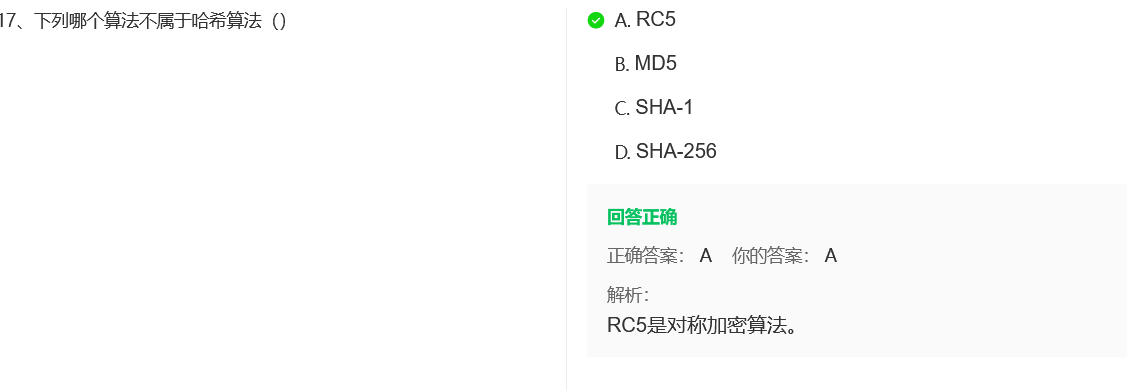 17、下列哪个算法不属于哈希算法（）
A. RC5
B. MD5
C. SHA-1
D. SHA-256
回答正确
正确答案： A 你的答案： A
解析：
RC5是对称加密算法。